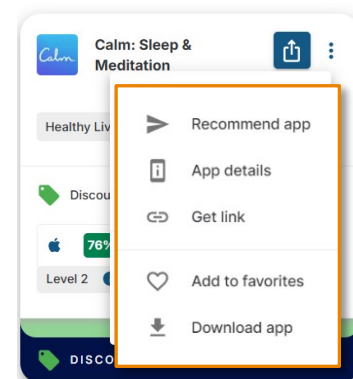 Calm
Calm: Sleep &
Meditation
Healthy Liv
Recommend app
App details
Discou
Get link
76%
Level 2
Add to favorites
Download app
DISCO